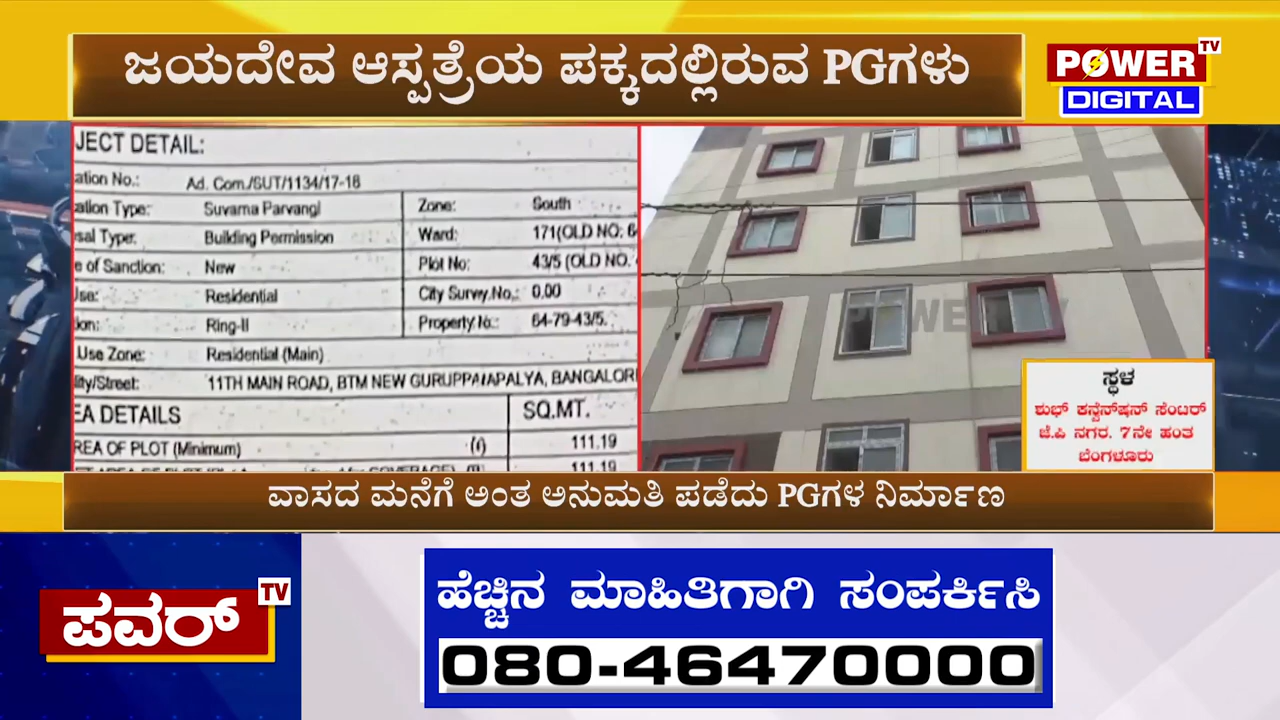 ಜಯದೇವ ಆಸ್ಪತ್ರೆಯ ಪಕ್ಕದಲ್ಲಿರುವ PGಗಳು
POWER TV
DIGITAL
JECT DETAIL:
ation No.: Ad. Com./SUT/1134/17-18
ation Type: Suvarna Parvangi Zone: South
sal Type: Building Permission Ward: 171(OLD NO: 6
e of Sanction: New Plot No: 43/5 (OLD NO.
Use: Residential City Survey No.: 0.00
ion: Ring-II Property No.: 64-79-43/5.
Use Zone: Residential (Main)
lity/Street: 11TH MAIN ROAD, BTM NEW GURUPPANAPALYA, BANGALOR
EA DETAILS SQ.MT.
REA OF PLOT (Minimum) 111.19
111.19
ಸ್ಥಳ
ಶುಭ್ ಕನ್ವೆನ್‌ಷನ್ ಸೆಂಟರ್
ಜೆ.ಪಿ ನಗರ. 7ನೇ ಹಂತ
ಬೆಂಗಳೂರು
ವಾಸದ ಮನೆಗೆ ಅಂತ ಅನುಮತಿ ಪಡೆದು PGಗಳ ನಿರ್ಮಾಣ
ಪವರ್ TV
ಹೆಚ್ಚಿನ ಮಾಹಿತಿಗಾಗಿ ಸಂಪರ್ಕಿಸಿ
080-46470000